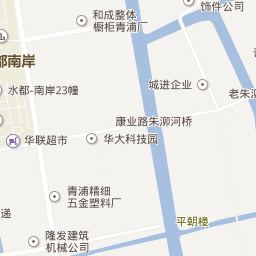 饰件公司
和成整体
橱柜青浦厂
都南岸
城进企业
水都-南岸23幢
老朱泖
康业路朱泖河桥
华联超市
华大科技园
青浦精细
五金塑料厂
递
平朝楼
隆发建筑
机械公司